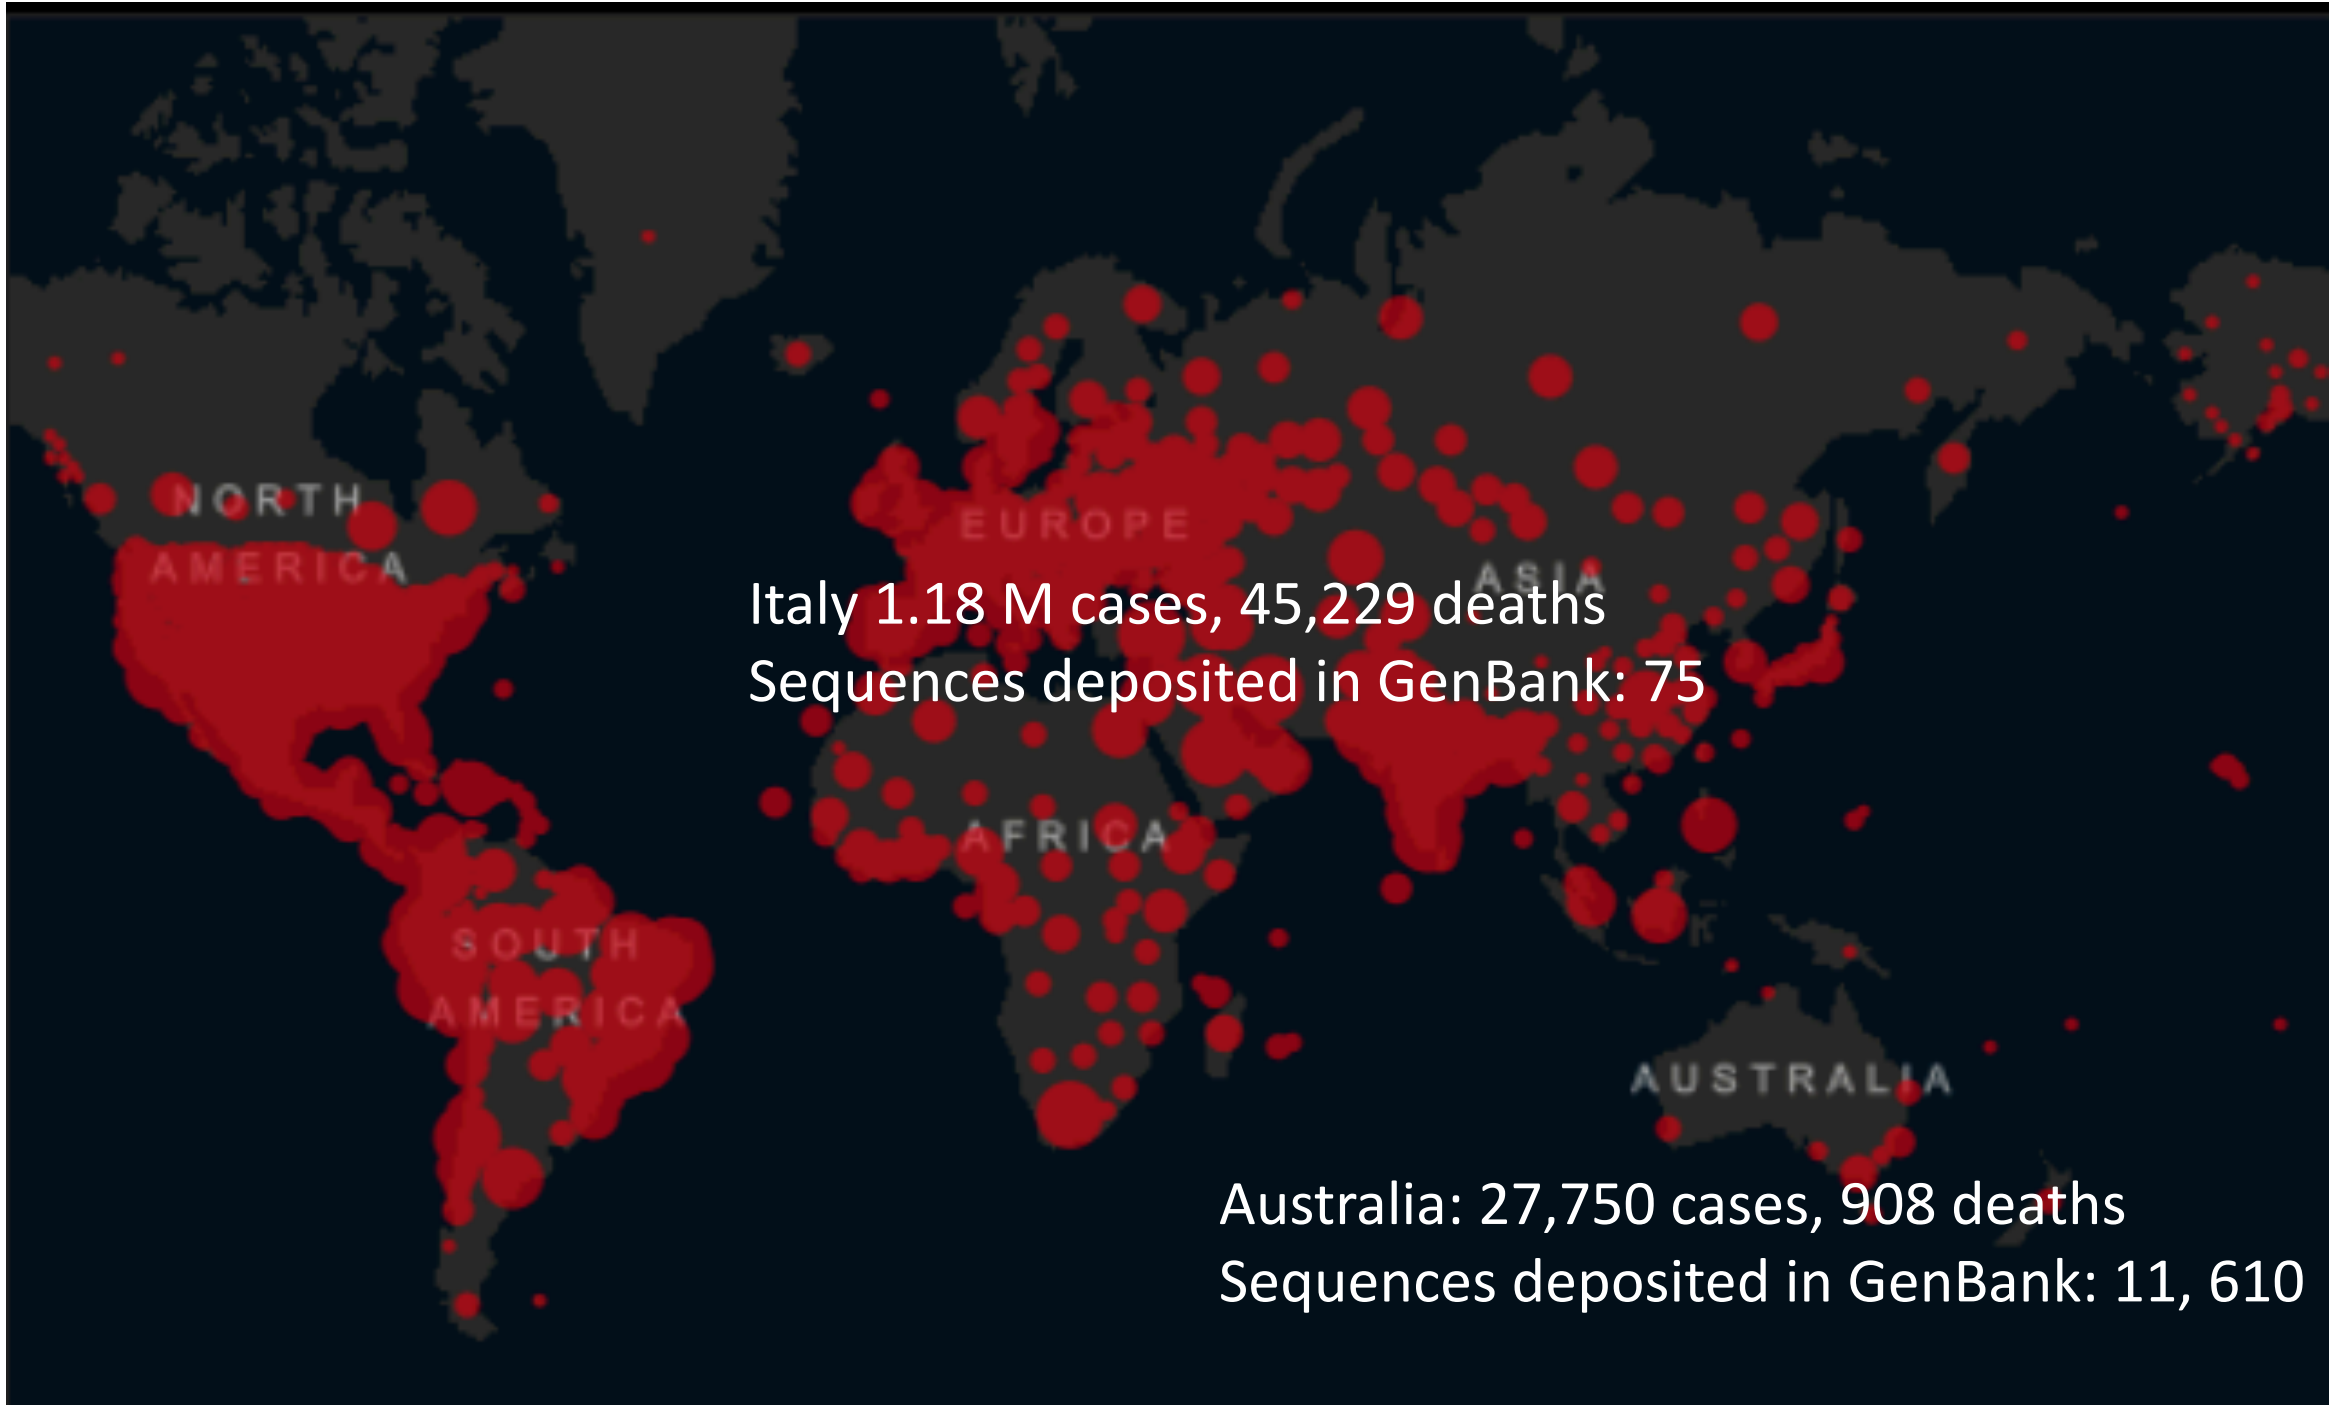 NORTH
AMERICA
EUROPE
ASIA
Italy 1.18 M cases, 45,229 deaths
Sequences deposited in GenBank: 75
AFRICA
SOUTH
AMERICA
AUSTRALIA
Australia: 27,750 cases, 908 deaths
Sequences deposited in GenBank: 11, 610